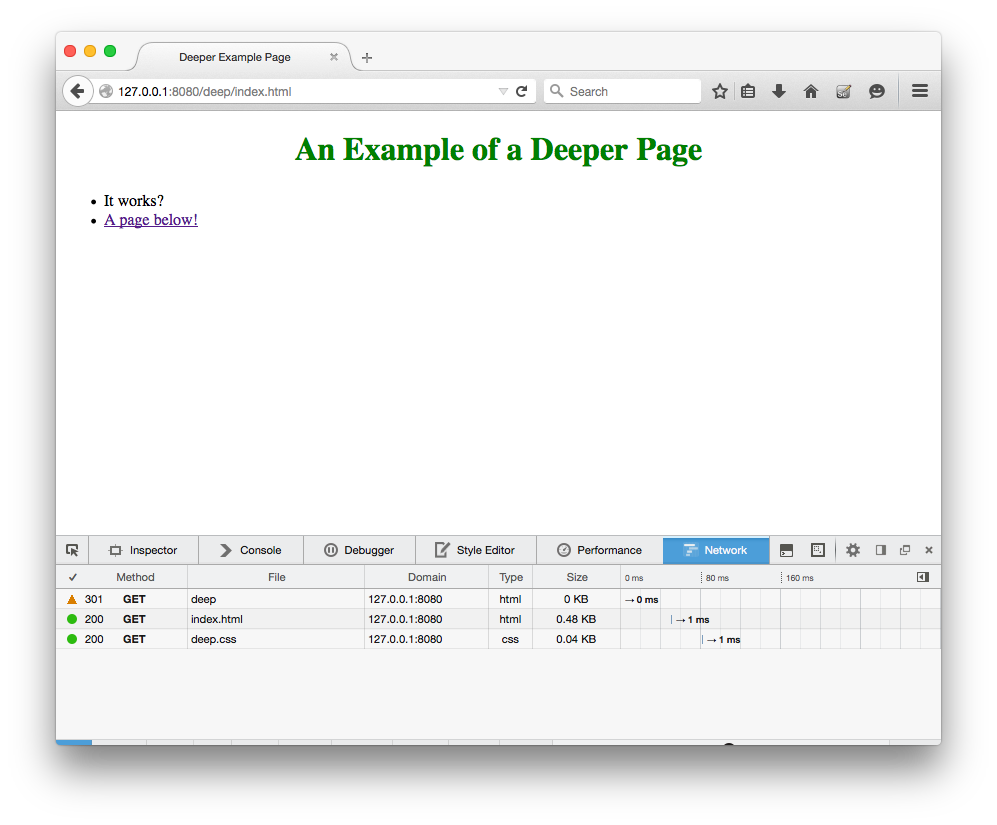 Deeper Example Page
127.0.0.1:8080/deep/index.html Search
An Example of a Deeper Page
• It works?
• A page below!
Inspector Console Debugger Style Editor Performance Network
✓ Method File Domain Type Size 0 ms 80 ms 160 ms
301 GET deep 127.0.0.1:8080 html 0 KB → 0 ms
200 GET index.html 127.0.0.1:8080 html 0.48 KB → 1 ms
200 GET deep.css 127.0.0.1:8080 css 0.04 KB → 1 ms